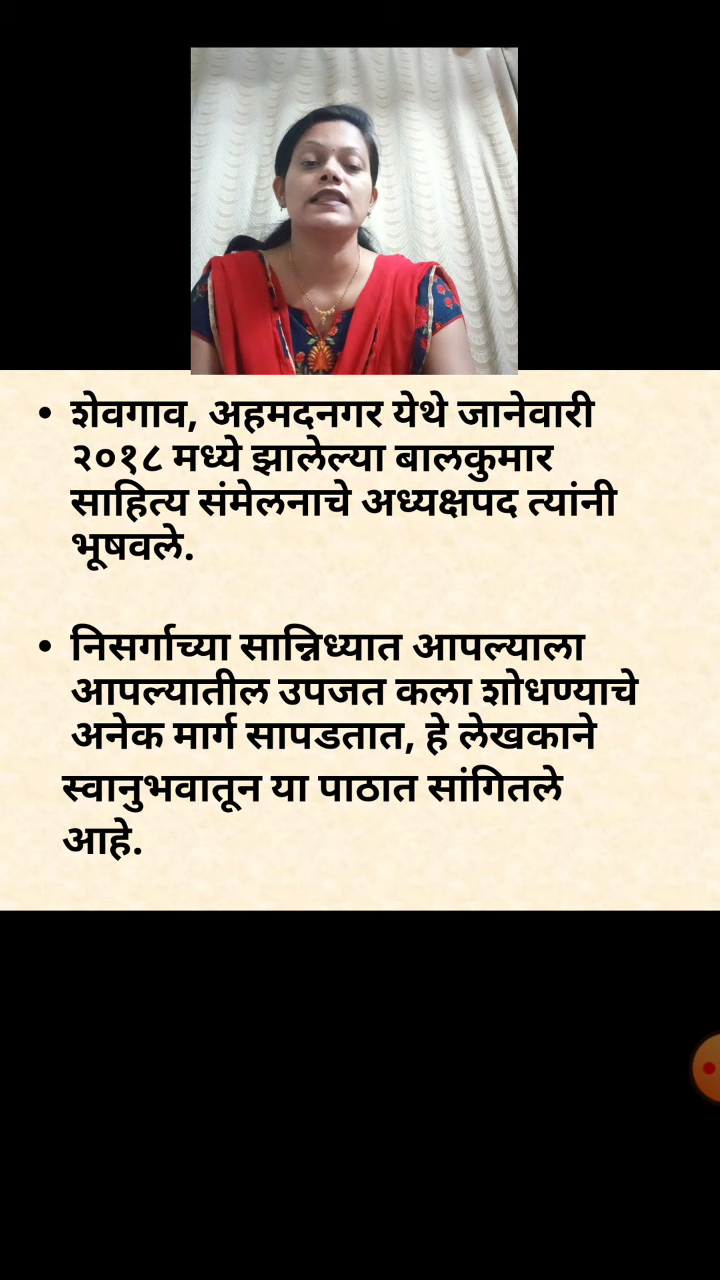 • शेवगाव, अहमदनगर येथे जानेवारी
२०१८ मध्ये झालेल्या बालकुमार
साहित्य संमेलनाचे अध्यक्षपद त्यांनी
भूषवले.
• निसर्गाच्या सान्निध्यात आपल्याला
आपल्यातील उपजत कला शोधण्याचे
अनेक मार्ग सापडतात, हे लेखकाने
स्वानुभवातून या पाठात सांगितले
आहे.